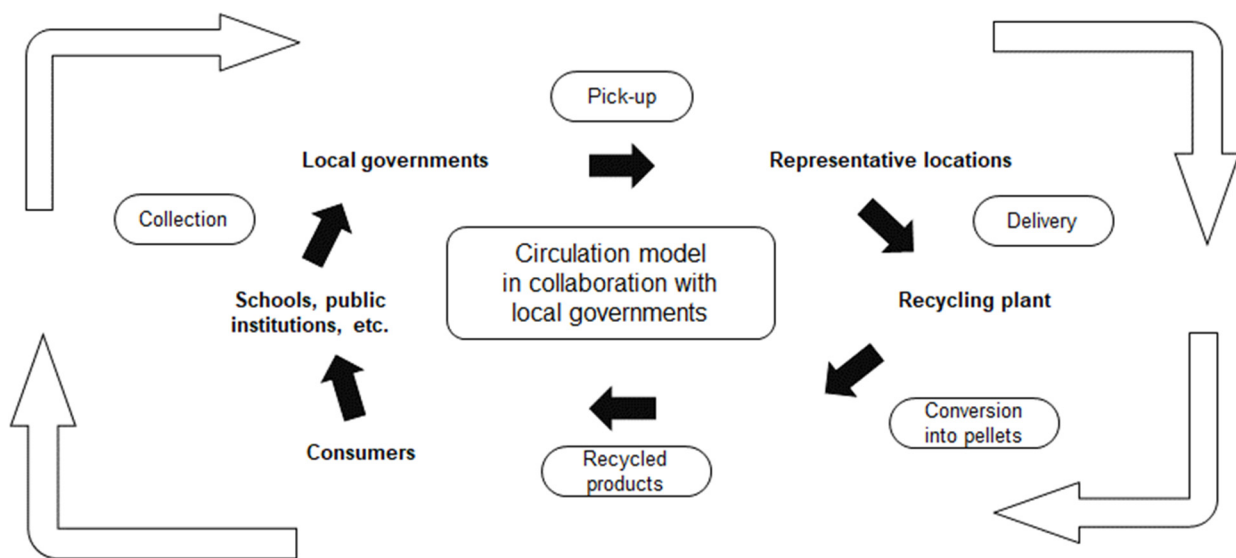 Pick-up
Local governments
Representative locations
Collection
Delivery
Circulation model
in collaboration with
local governments
Schools, public
institutions, etc.
Recycling plant
Conversion
into pellets
Consumers
Recycled
products